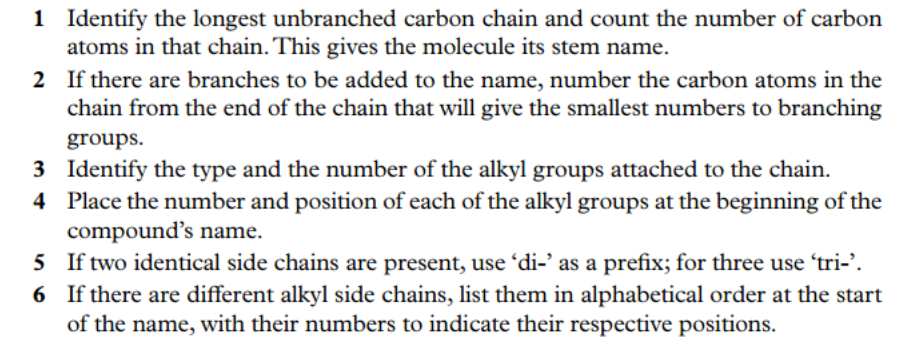 1 Identify the longest unbranched carbon chain and count the number of carbon
atoms in that chain. This gives the molecule its stem name.
2 If there are branches to be added to the name, number the carbon atoms in the
chain from the end of the chain that will give the smallest numbers to branching
groups.
3 Identify the type and the number of the alkyl groups attached to the chain.
4 Place the number and position of each of the alkyl groups at the beginning of the
compound’s name.
5 If two identical side chains are present, use ‘di-’ as a prefix; for three use ‘tri-’.
6 If there are different alkyl side chains, list them in alphabetical order at the start
of the name, with their numbers to indicate their respective positions.